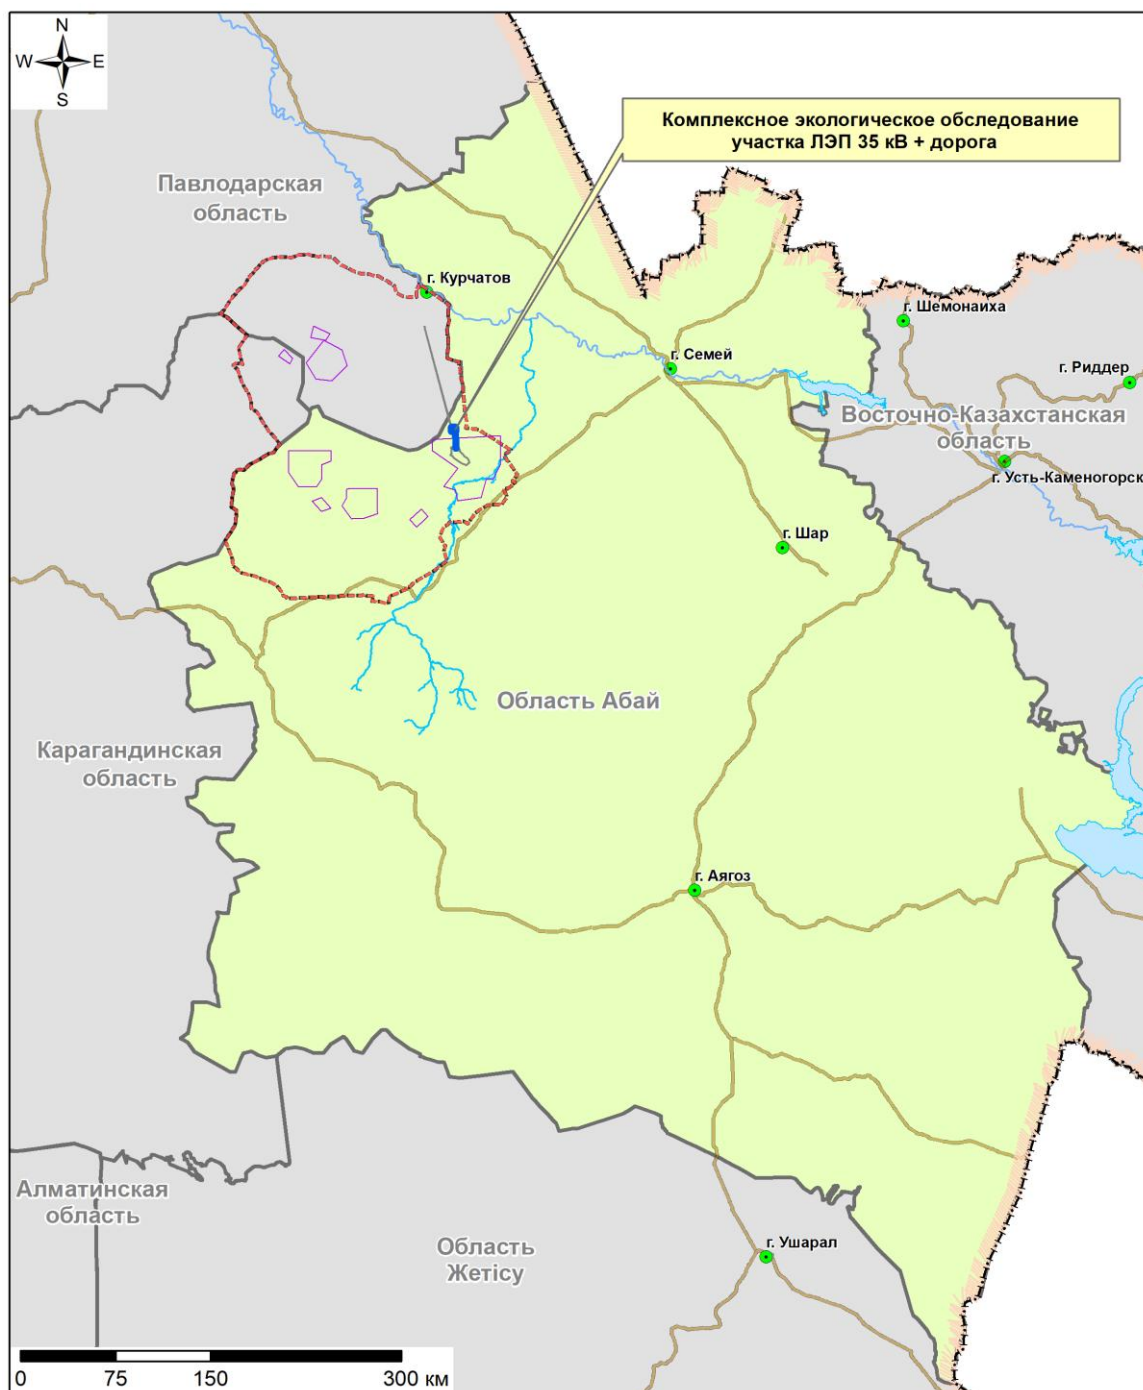 N
W E
S
Комплексное экологическое обследование
участка ЛЭП 35 кВ + дорога
Павлодарская
область
г. Курчатов
г. Шемонаиха
г. Семей
г. Риддер
Восточно-Казахстанская
область
г. Усть-Каменогорск
г. Шар
Область Абай
Карагандинская
область
г. Аягоз
Алматинская
область
г. Ушарал
Область
Жетісу
0 75 150 300 км